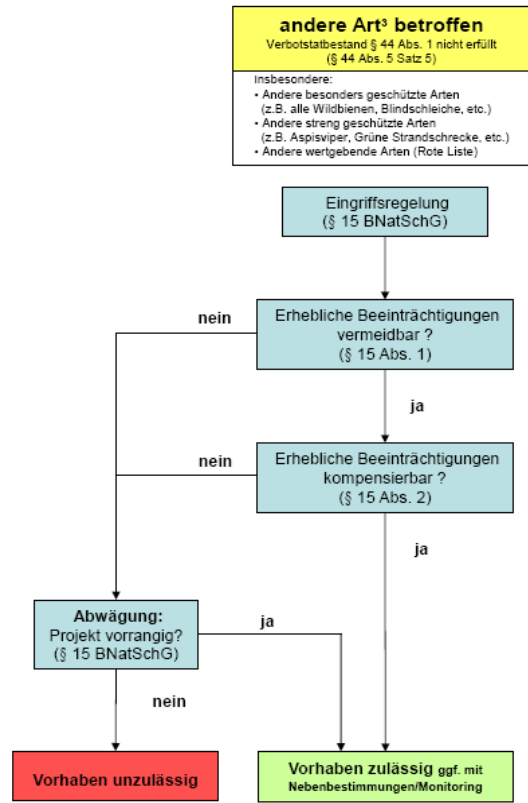 andere Art³ betroffen
Verbotstatbestand § 44 Abs. 1 nicht erfüllt
(§ 44 Abs. 5 Satz 5)
Insbesondere:
• Andere besonders geschützte Arten
(z.B. alle Wildbienen, Blindschleiche, etc.)
• Andere streng geschützte Arten
(z.B. Aspisviper, Grüne Strandschrecke, etc.)
• Andere wertgebende Arten (Rote Liste)
Eingriffsregelung
(§ 15 BNatSchG)
nein
Erhebliche Beeinträchtigungen
vermeidbar ?
(§ 15 Abs. 1)
ja
nein
Erhebliche Beeinträchtigungen
kompensierbar ?
(§ 15 Abs. 2)
ja
Abwägung:
Projekt vorrangig?
(§ 15 BNatSchG)
ja
nein
Vorhaben unzulässig
Vorhaben zulässig ggf. mit
Nebenbestimmungen/Monitoring